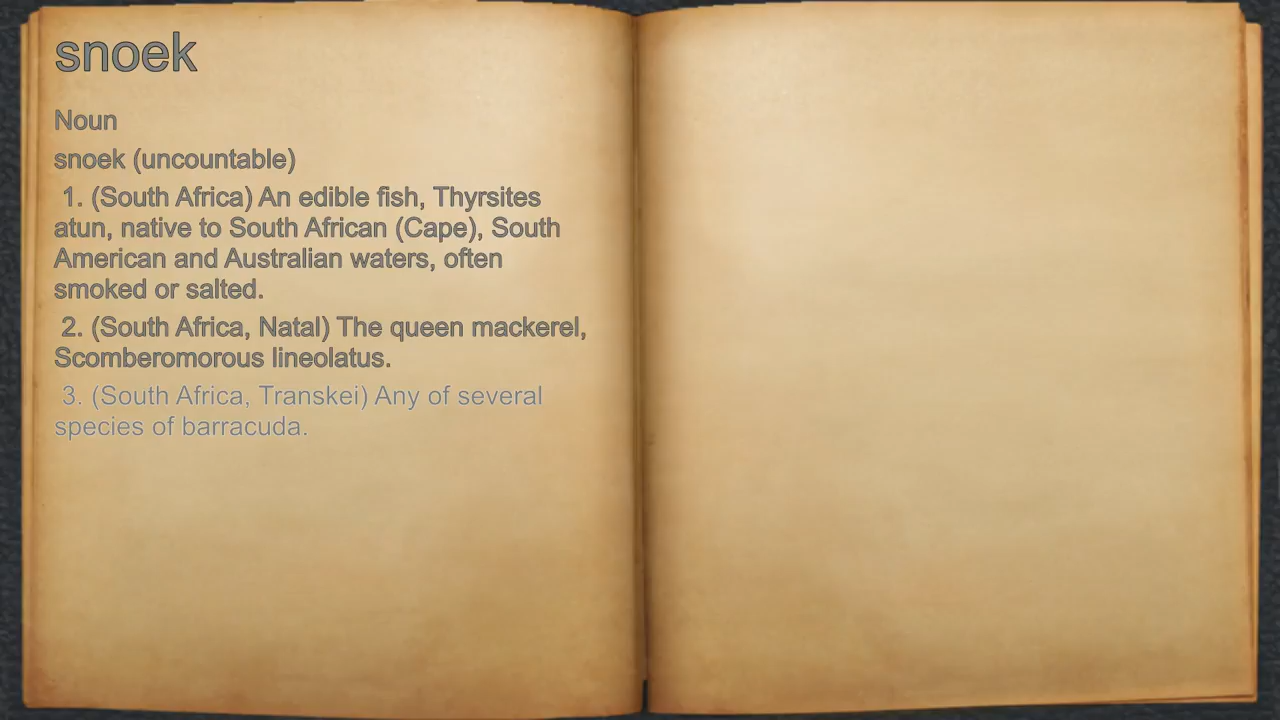 snoek
Noun
snoek (uncountable)
1. (South Africa) An edible fish, Thyrsites
atun, native to South African (Cape), South
American and Australian waters, often
smoked or salted.
2. (South Africa, Natal) The queen mackerel,
Scomberomorous lineolatus.
3. (South Africa, Transkei) Any of several
species of barracuda.